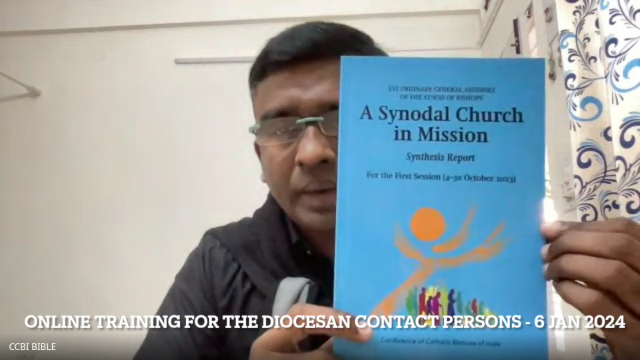 XVI ORDINARY GENERAL ASSEMBLY
OF THE SYNOD OF BISHOPS
A Synodal Church
in Mission
Synthesis Report
For the First Session (4-30 October 2023)
Conference of Catholic Bishops of India
ONLINE TRAINING FOR THE DIOCESAN CONTACT PERSONS - 6 JAN 2024
CCBI BIBLE